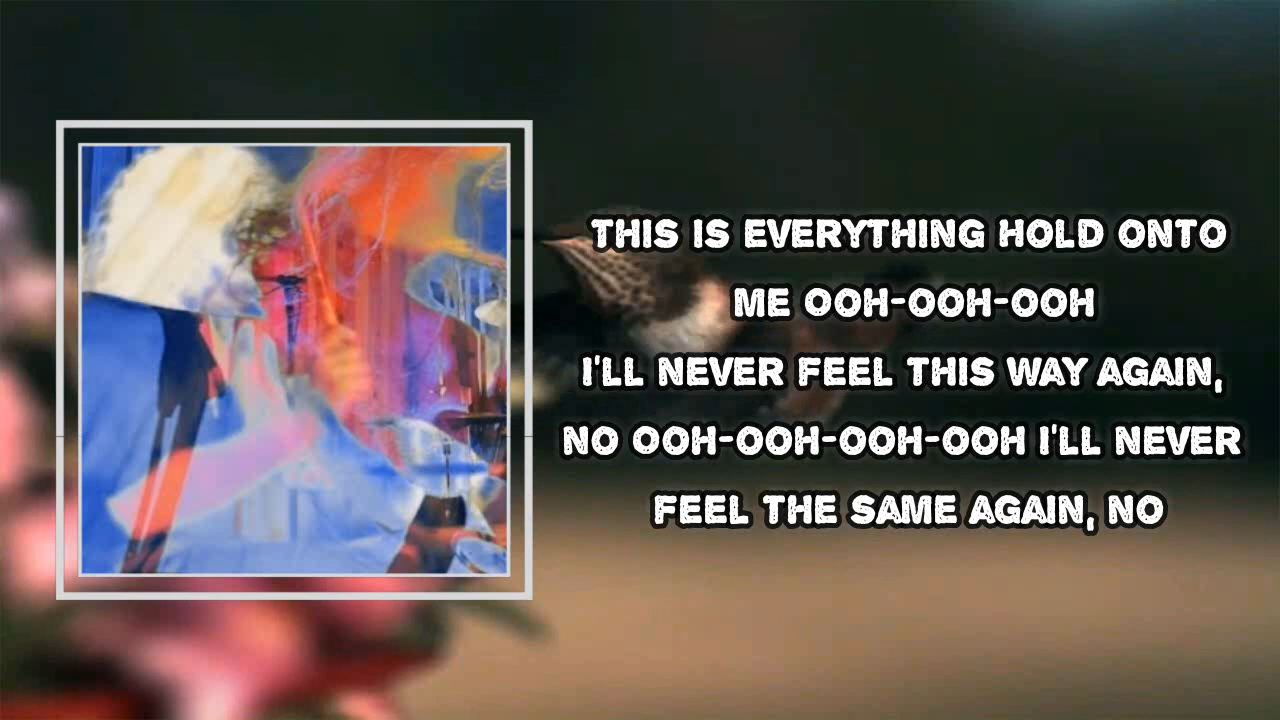 THIS IS EVERYTHING HOLD ONTO
ME OOH-OOH-OOH
I'LL NEVER FEEL THIS WAY AGAIN,
NO OOH-OOH-OOH-OOH I'LL NEVER
FEEL THE SAME AGAIN, NO